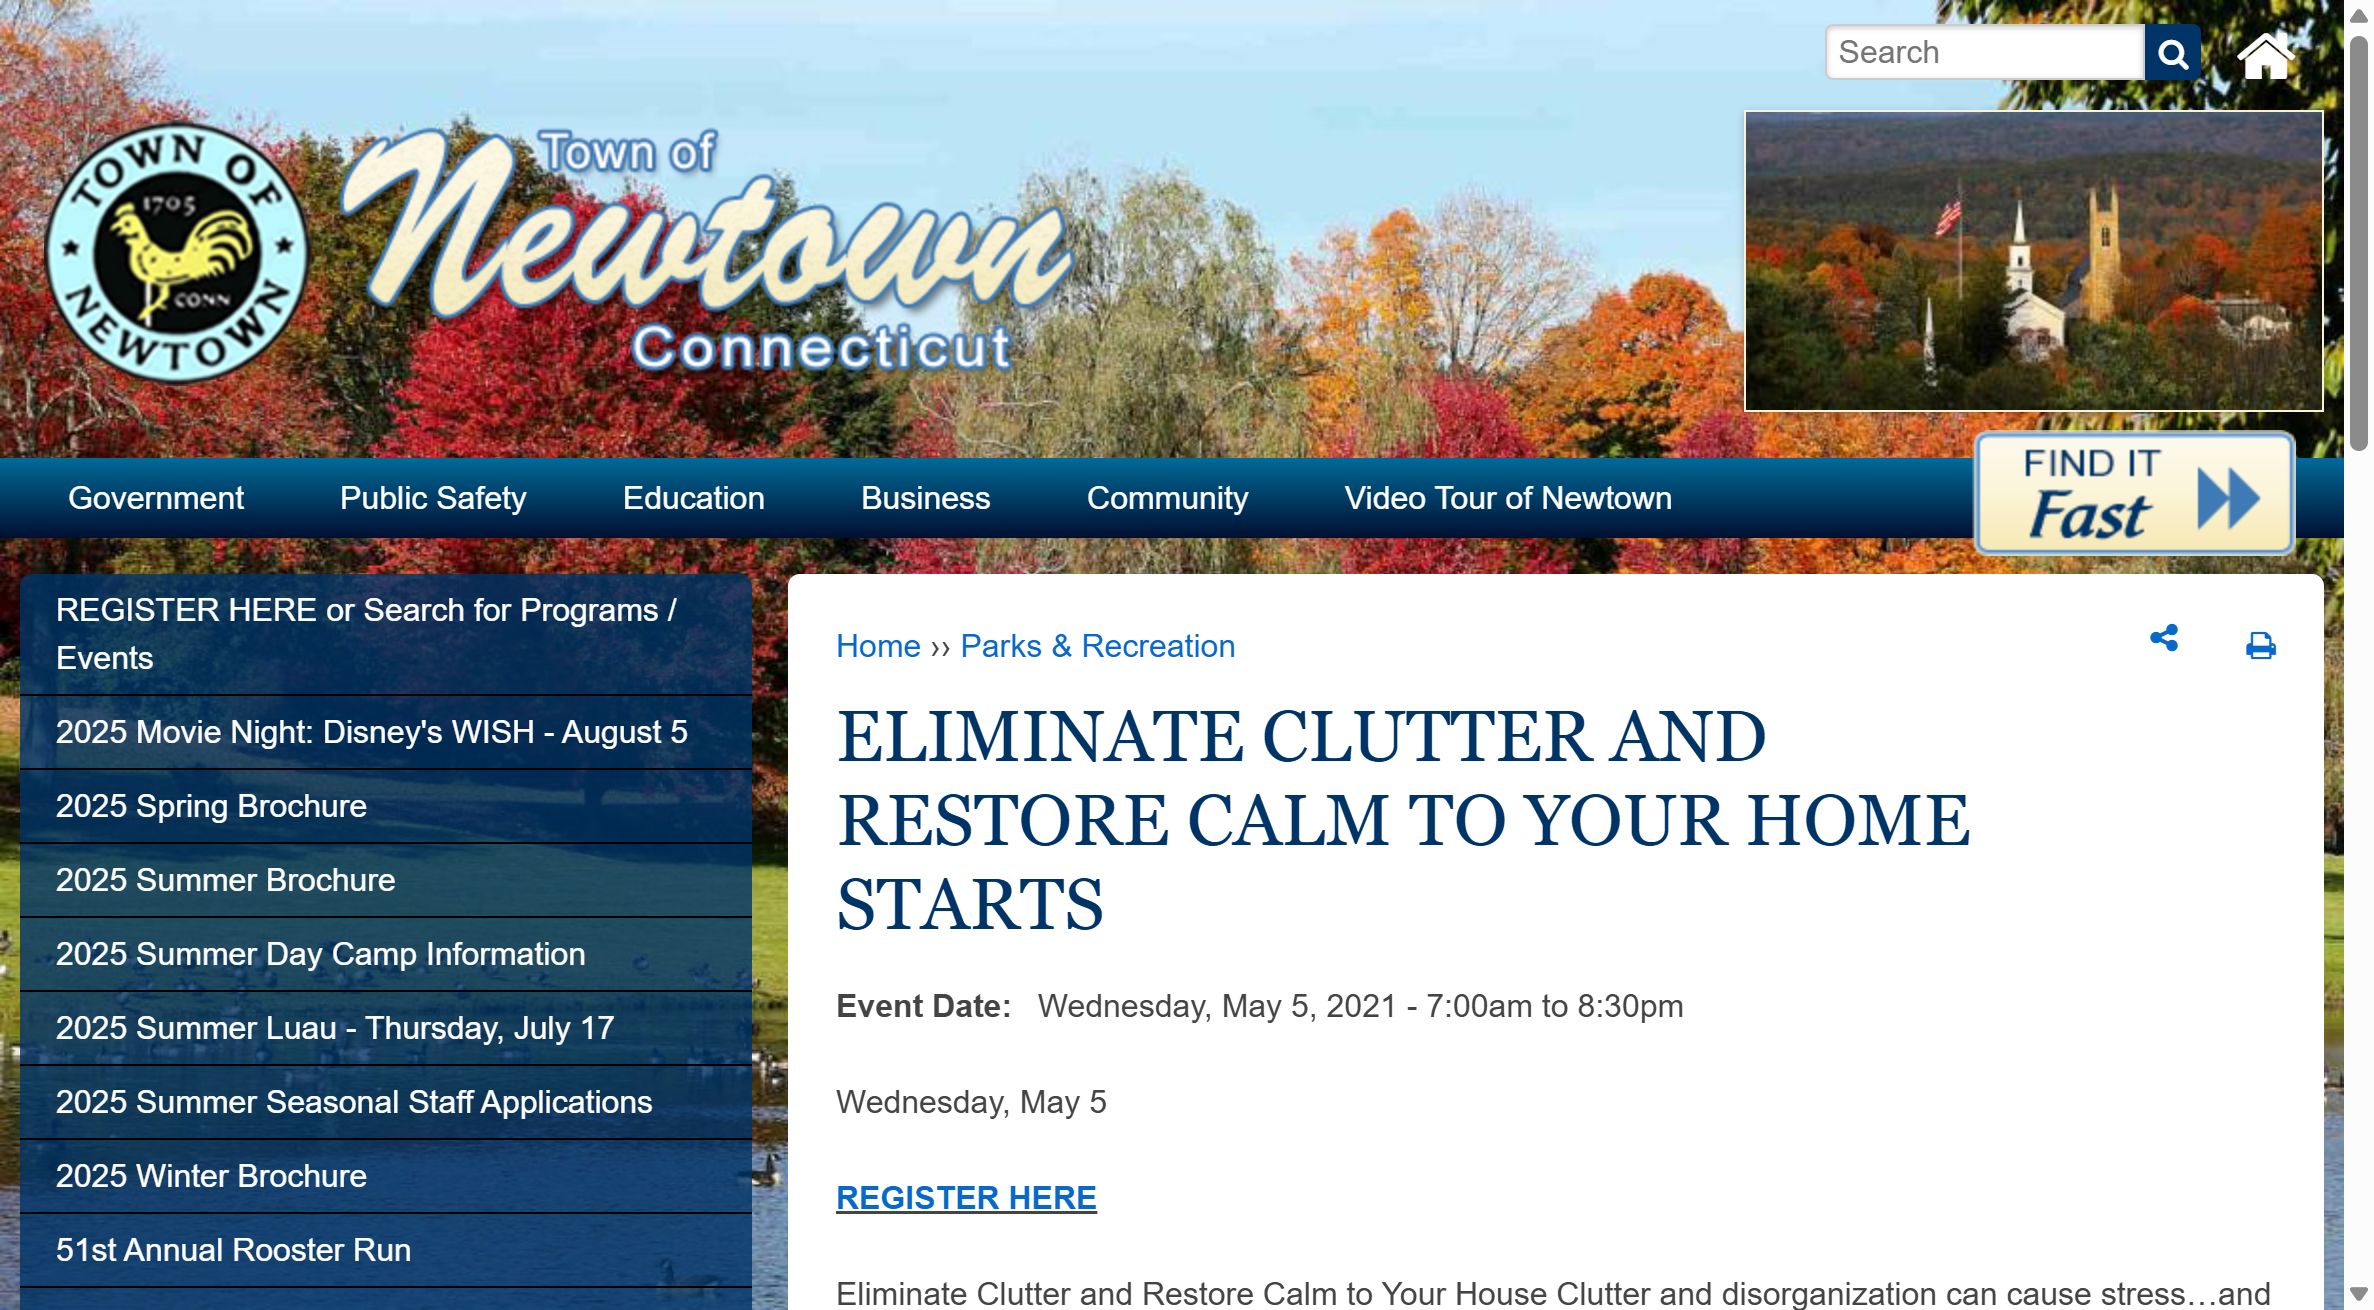 Search
TOWN OF
1705
CONN
NEWTOWN
Town of
Newtown
Connecticut
FIND IT
Fast
Government
Public Safety
Education
Business
Community
Video Tour of Newtown
REGISTER HERE or Search for Programs /
Events
2025 Movie Night: Disney's WISH - August 5
2025 Spring Brochure
2025 Summer Brochure
2025 Summer Day Camp Information
2025 Summer Luau - Thursday, July 17
2025 Summer Seasonal Staff Applications
2025 Winter Brochure
51st Annual Rooster Run
Home ›› Parks & Recreation
ELIMINATE CLUTTER AND
RESTORE CALM TO YOUR HOME
STARTS
Event Date: Wednesday, May 5, 2021 - 7:00am to 8:30pm
Wednesday, May 5
REGISTER HERE
Eliminate Clutter and Restore Calm to Your House Clutter and disorganization can cause stress…and